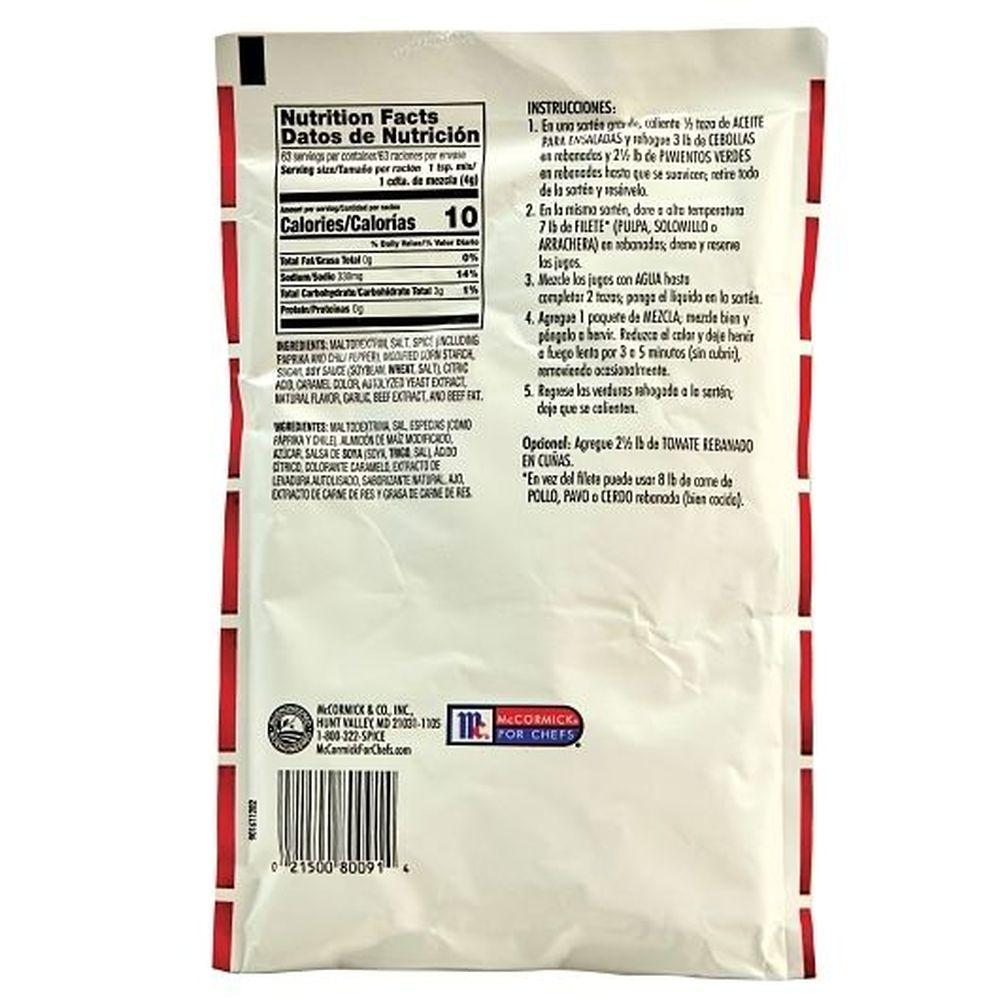 Nutrition Facts
Datos de Nutrición
63 servings per container/63 raciones por envase
Serving size/Tamaño por ración 1 tsp. mix/
1 cdta. de mezcla (4g)
Amount per serving/Cantidad por ración
Calories/Calorías 10
% Daily Value/% Valor Diario
Total Fat/Grasa Total 0g 0%
Sodium/Sodio 330mg 14%
Total Carbohydrate/Carbohidrato Total 3g 1%
Protein/Proteínas 0g
INGREDIENTS: MALTODEXTRIN, SALT, SPICE (INCLUDING
PAPRIKA AND CHILI PEPPER), MODIFIED CORN STARCH,
SUGAR, SOY SAUCE (SOYBEAN, WHEAT, SALT), CITRIC
ACID, CARAMEL COLOR, AUTOLYZED YEAST EXTRACT,
NATURAL FLAVOR, GARLIC, BEEF EXTRACT, AND BEEF FAT.
INGREDIENTES: MALTODEXTRINA, SAL, ESPECIAS (COMO
PÁPRIKA Y CHILE), ALMIDÓN DE MAÍZ MODIFICADO,
AZÚCAR, SALSA DE SOYA (SOYA, TRIGO, SAL), ÁCIDO
CÍTRICO, COLORANTE CARAMELO, EXTRACTO DE
LEVADURA AUTOLISADO, SABORIZANTE NATURAL, AJO,
EXTRACTO DE CARNE DE RES Y GRASA DE CARNE DE RES.
INSTRUCCIONES:
1. En una sartén grande, caliente ½ taza de ACEITE
PARA ENSALADAS y rehogue 3 lb de CEBOLLAS
en rebanadas y 2½ lb de PIMIENTOS VERDES
en rebanadas hasta que se suavicen; retire todo
de la sartén y resérvelo.
2. En la misma sartén, dore a alta temperatura
7 lb de FILETE* (PULPA, SOLOMILLO o
ARRACHERA) en rebanadas; drene y reserve
los jugos.
3. Mezcle los jugos con AGUA hasta
completar 2 tazas; ponga el líquido en la sartén.
4. Agregue 1 paquete de MEZCLA; mezcle bien y
póngalo a hervir. Reduzca el calor y deje hervir
a fuego lento por 3 a 5 minutos (sin cubrir),
removiendo ocasionalmente.
5. Regrese las verduras rehogada a la sartén;
deje que se calienten.
Opcional: Agregue 2½ lb de TOMATE REBANADO
EN CUÑAS.
*En vez del filete puede usar 8 lb de carne de
POLLO, PAVO o CERDO rebanada (bien cocida).
McCORMICK & CO., INC.,
HUNT VALLEY, MD 21031-1105
1-800-322-SPICE
McCormickForChefs.com
Mc
McCORMICK®
FOR CHEFS®
901611202
0 21500 80091 4